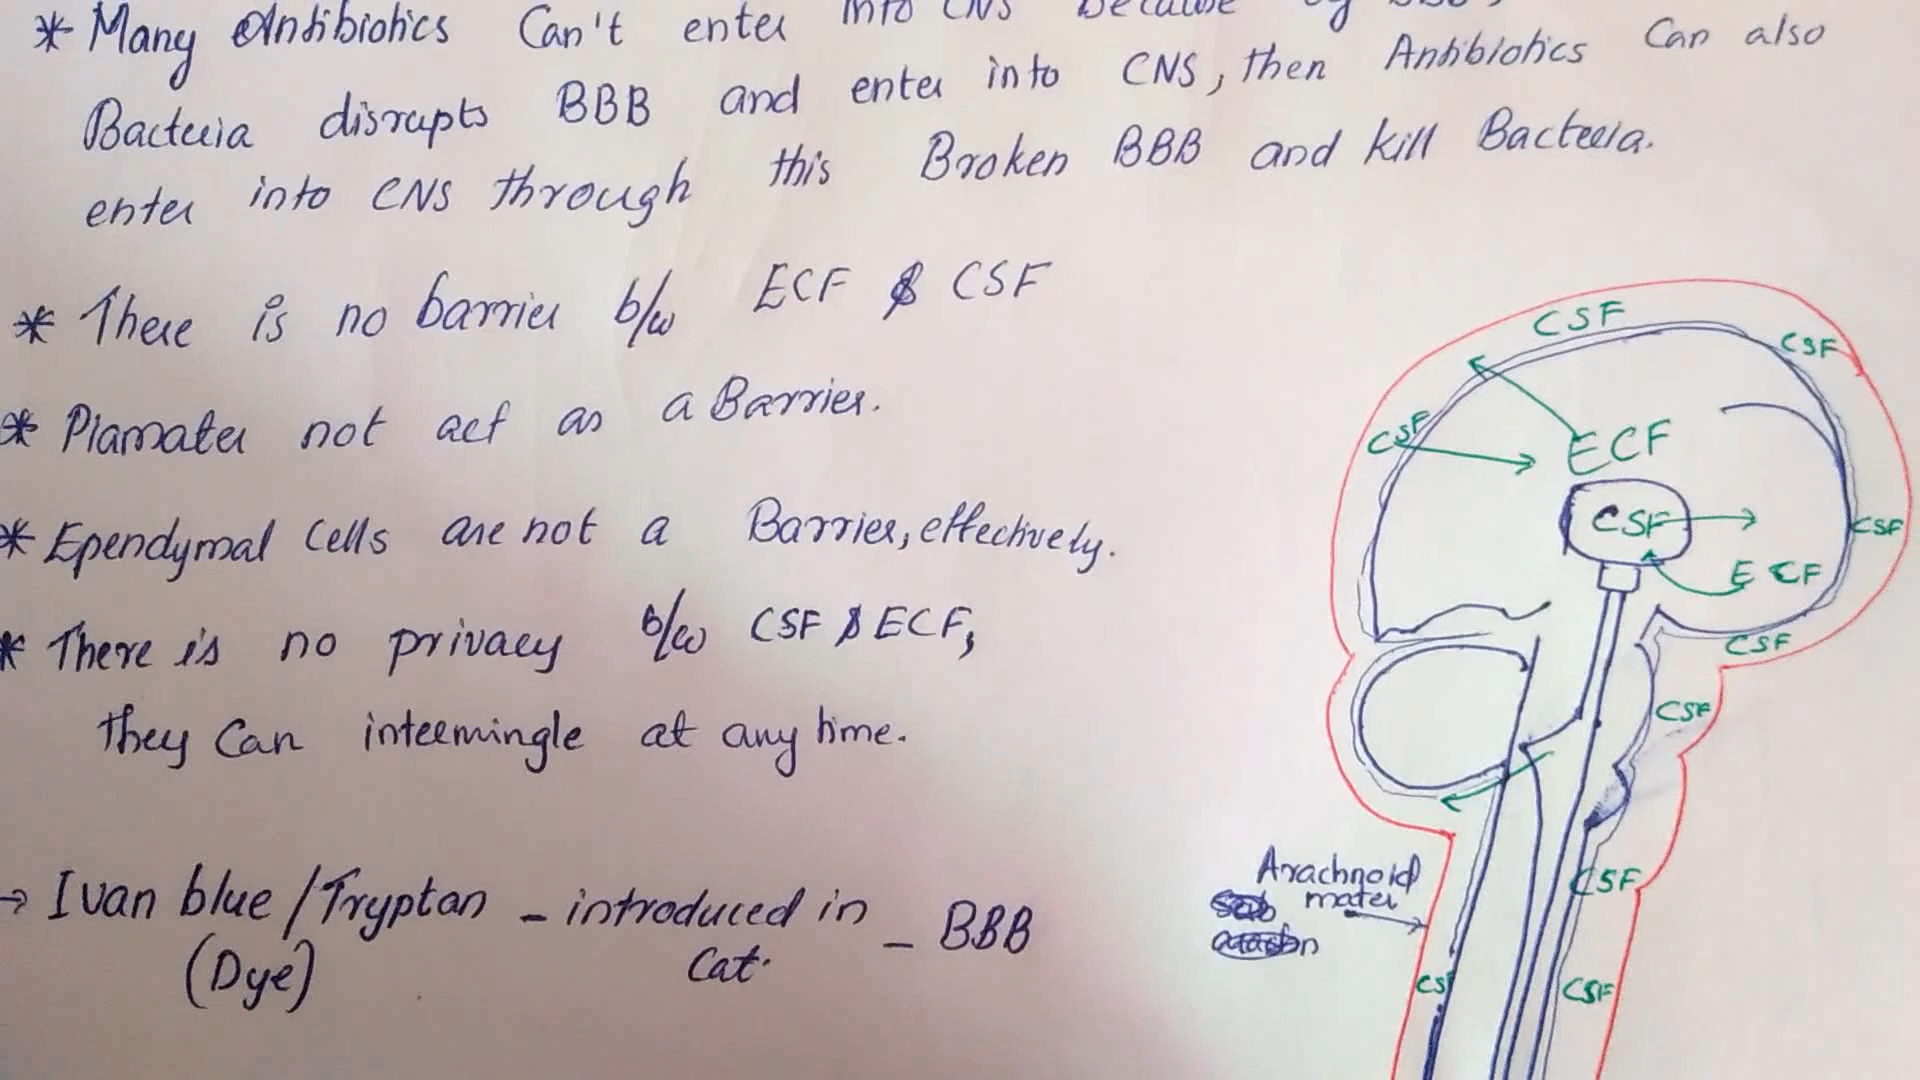 * Many Antibiotics Can't enter into CNS because of BBB,
Bacteria disrupts BBB and enter into CNS, then Antibiotics Can also
enter into CNS through this Broken BBB and kill Bacteria.
* There is no barrier b/w ECF & CSF
* Piamater not act as a Barrier.
* Ependymal Cells are not a Barrier, effectively.
* There is no privacy b/w CSF & ECF,
they Can intermingle at any time.
→ Ivan blue / Tryptan - introduced in - BBB
(Dye) Cat.
CSF
CSF
CSF
ECF
CSF
CSF
ECF
CSF
CSF
Arachnoid
mater
CSF
CSF
CSF